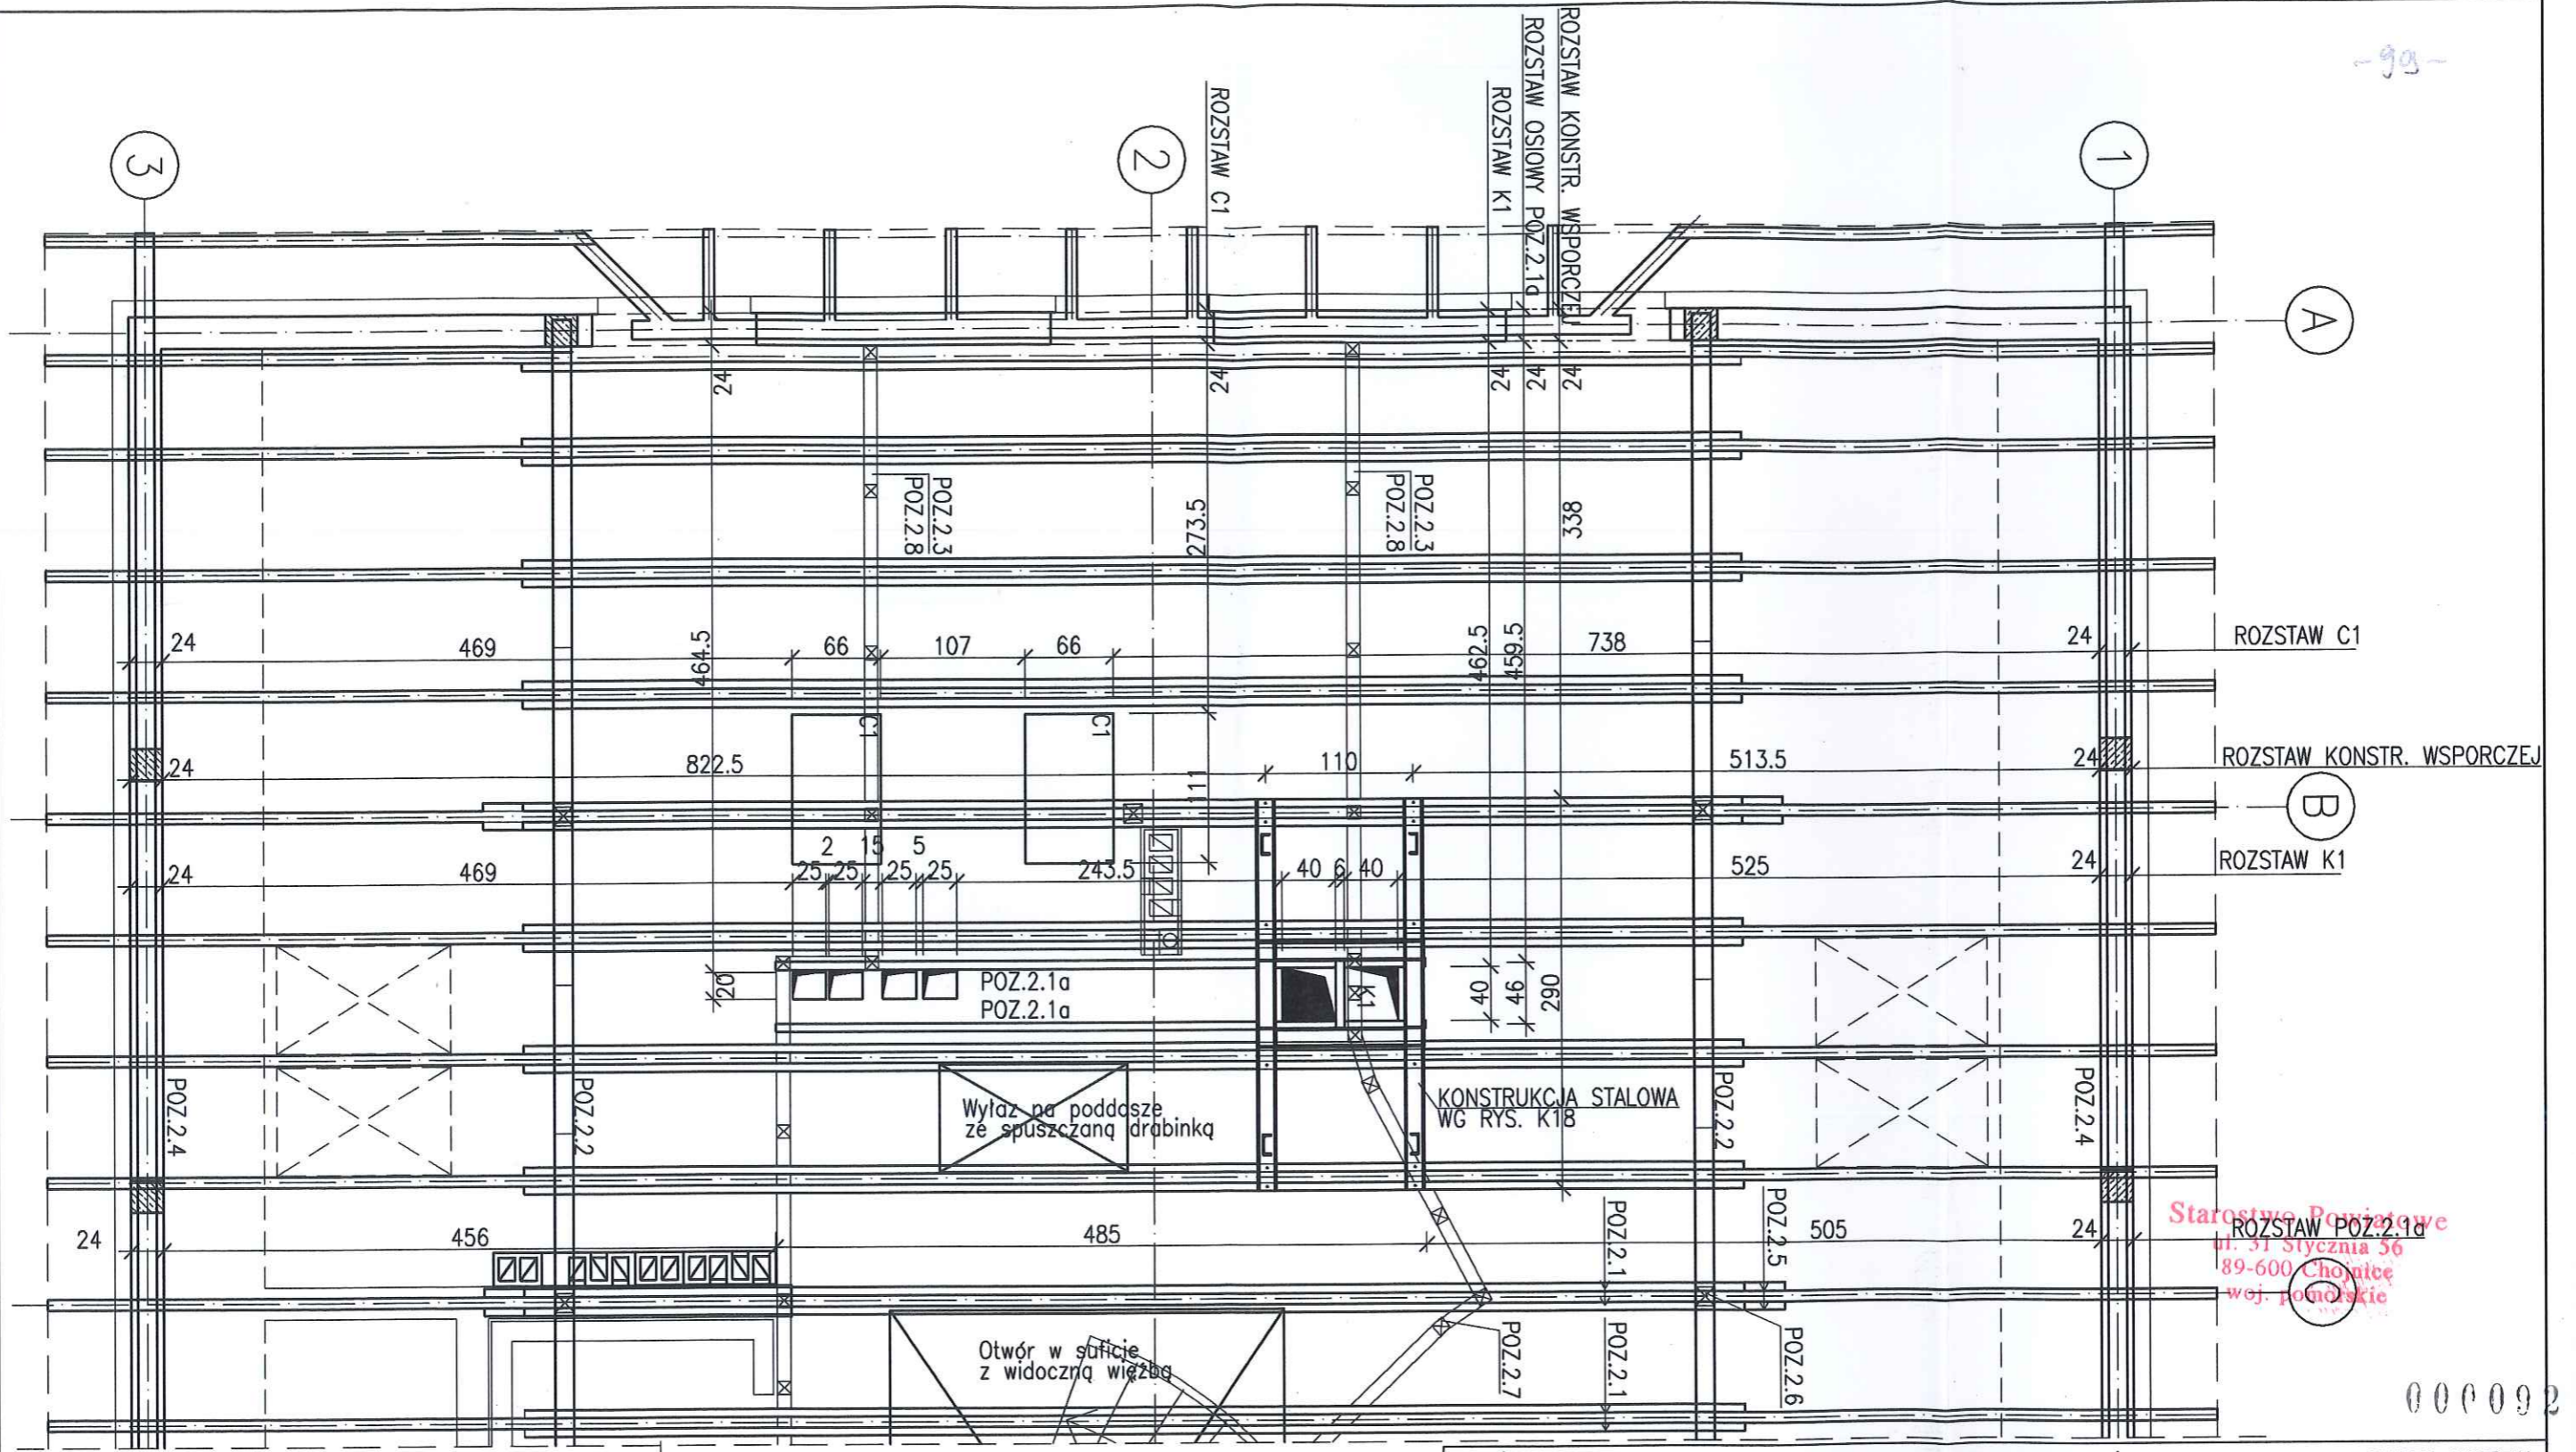 -99-
ROZSTAW KONSTR. WSPORCZEJ
ROZSTAW OSIOWY POZ.2.1a
ROZSTAW K1
ROZSTAW C1
3
2
1
A
24
24
24
24
24
POZ.2.3
POZ.2.8
273.5
POZ.2.3
POZ.2.8
338
24
469
464.5
66
107
66
462.5
459.5
738
24
ROZSTAW C1
C1
C1
24
822.5
111
110
513.5
24
ROZSTAW KONSTR. WSPORCZEJ
B
2
15
5
24
469
25
25
25
25
243.5
40
6
40
525
24
ROZSTAW K1
20
POZ.2.1a
POZ.2.1a
K1
40
46
290
POZ.2.4
POZ.2.2
Wyłaz na poddasze
ze spuszczaną drabinką
KONSTRUKCJA STALOWA
WG RYS. K18
POZ.2.2
POZ.2.4
24
456
485
POZ.2.1
POZ.2.5
505
24
ROZSTAW POZ.2.1a
Starostwo Powiatowe
ul. 31 Stycznia 56
89-600 Chojnice
woj. pomorskie
C
Otwór w suficie
z widoczną więźbą
POZ.2.7
POZ.2.1
POZ.2.6
000092